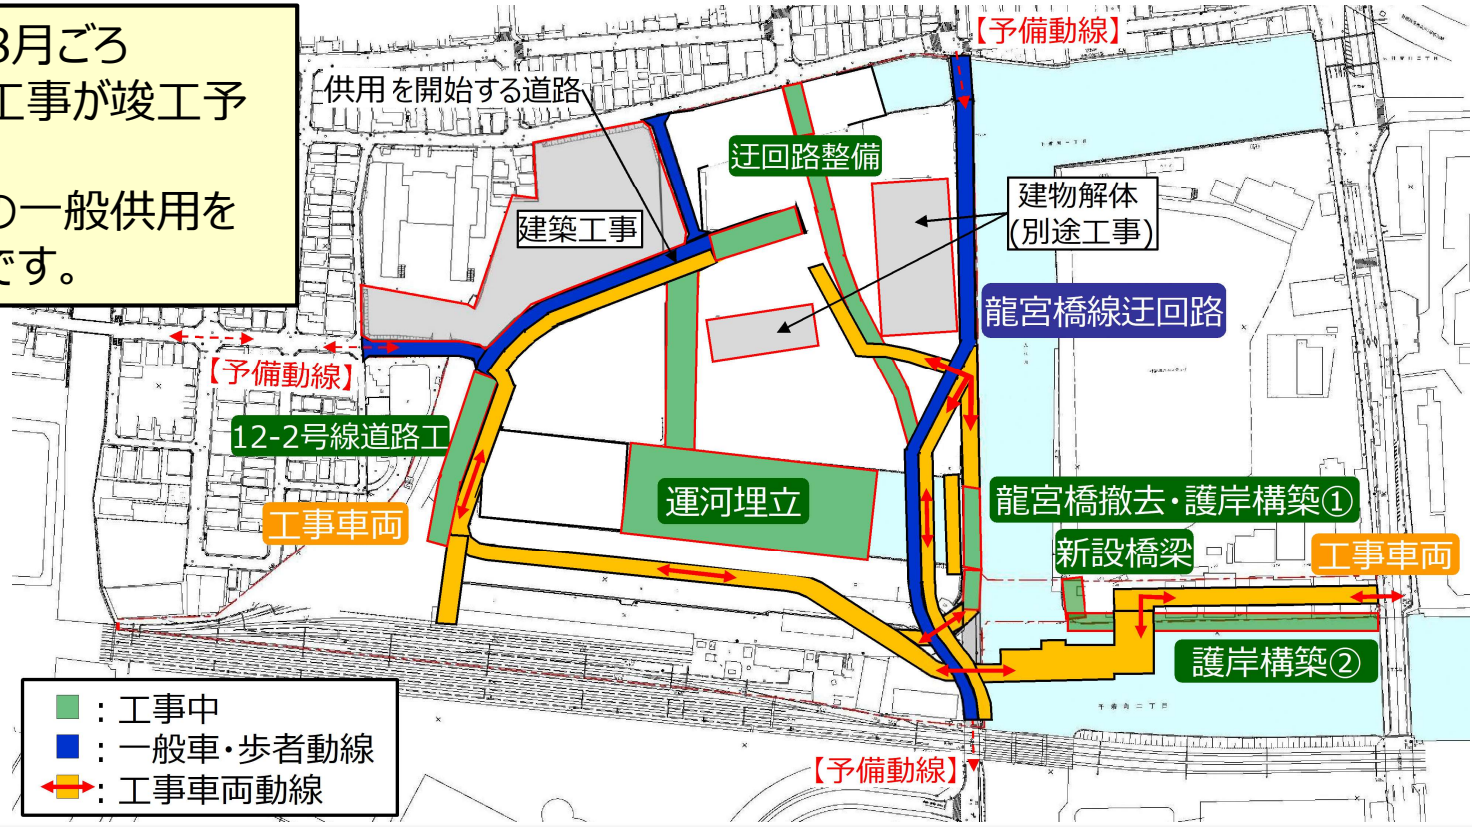 3月ごろ
工事が竣工予
の一般供用を
です。
【予備動線】
供用を開始する道路
迂回路整備
建物解体
(別途工事)
建築工事
龍宮橋線迂回路
【予備動線】
12-2号線道路工
運河埋立
龍宮橋撤去・護岸構築①
工事車両
新設橋梁
工事車両
護岸構築②
千歳町二丁目
【予備動線】
:工事中
:一般車・歩者動線
:工事車両動線